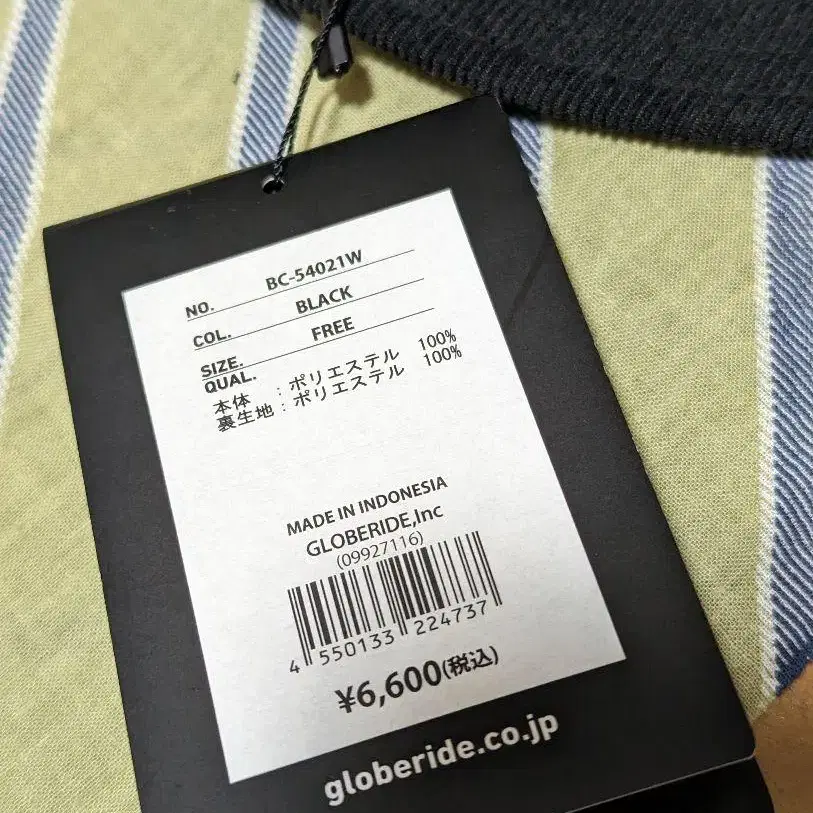 NO. BC-54021W
COL. BLACK
SIZE. FREE
QUAL.
本体 : ポリエステル 100%
裏生地 : ポリエステル 100%
MADE IN INDONESIA
GLOBERIDE,Inc
(09927116)
4 550133 224737
¥6,600(税込)
globeride.co.jp